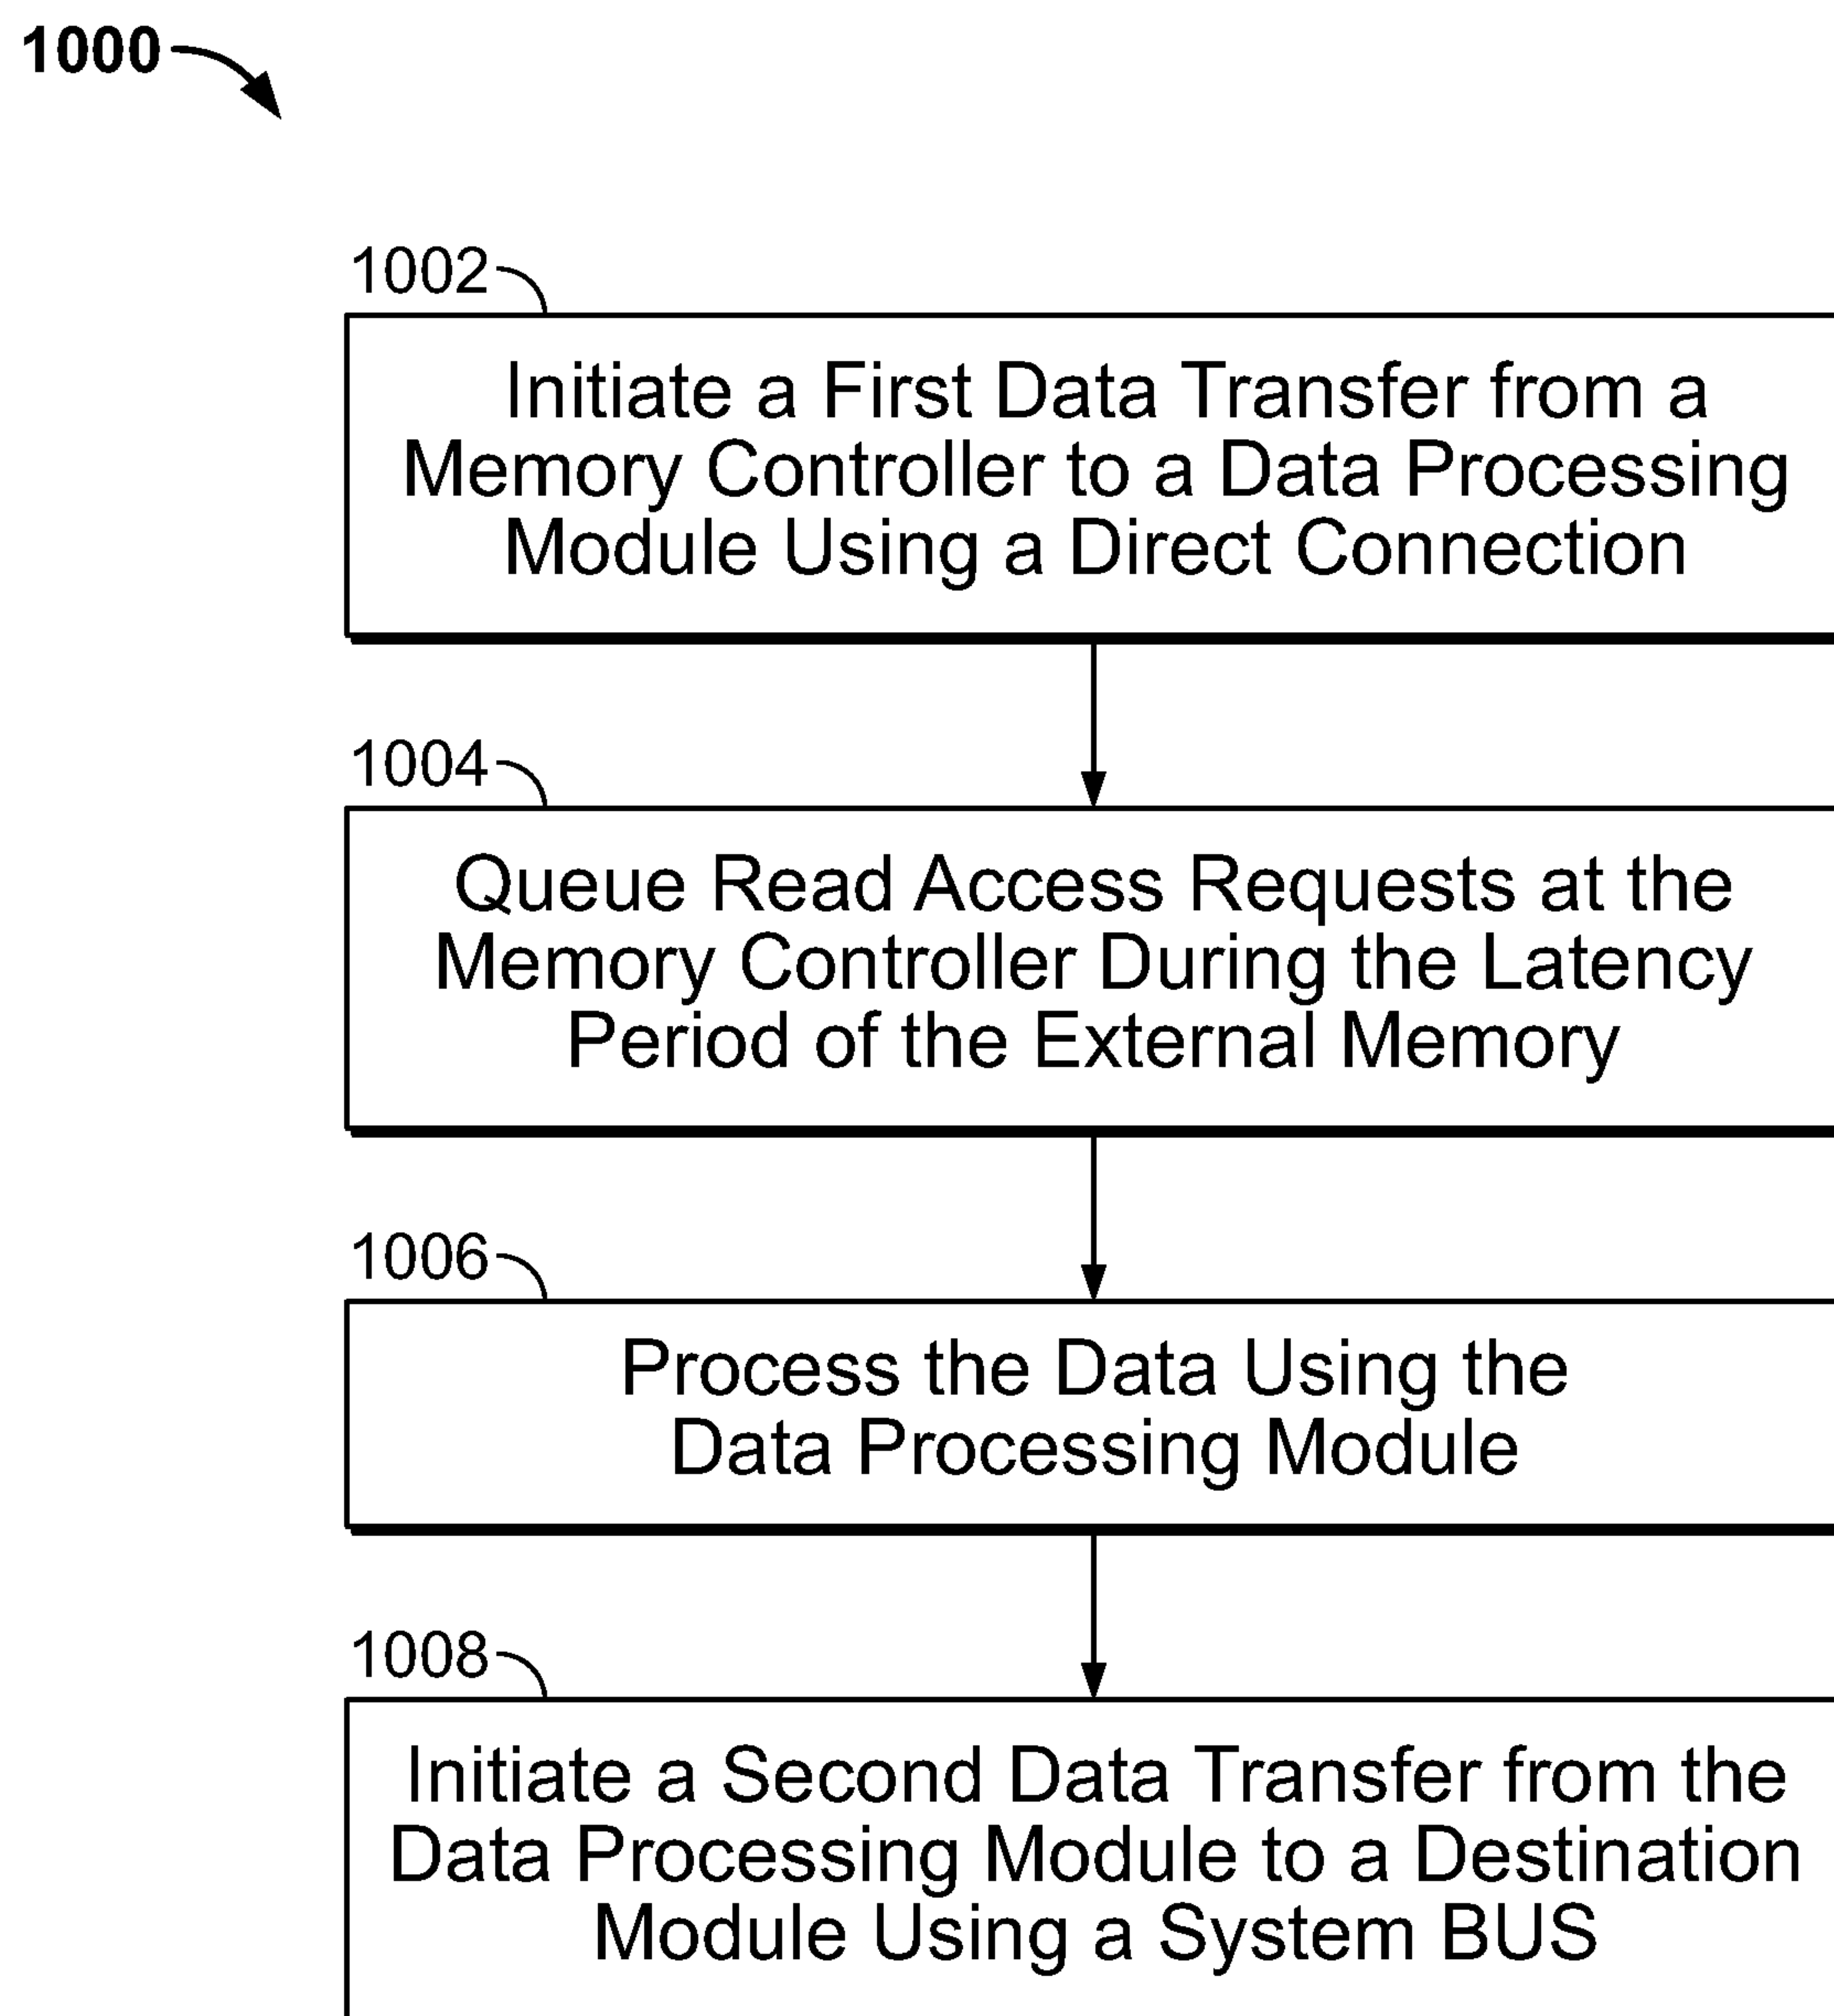 1000
1002
Initiate a First Data Transfer from a
Memory Controller to a Data Processing
Module Using a Direct Connection
1004
Queue Read Access Requests at the
Memory Controller During the Latency
Period of the External Memory
1006
Process the Data Using the
Data Processing Module
1008
Initiate a Second Data Transfer from the
Data Processing Module to a Destination
Module Using a System BUS